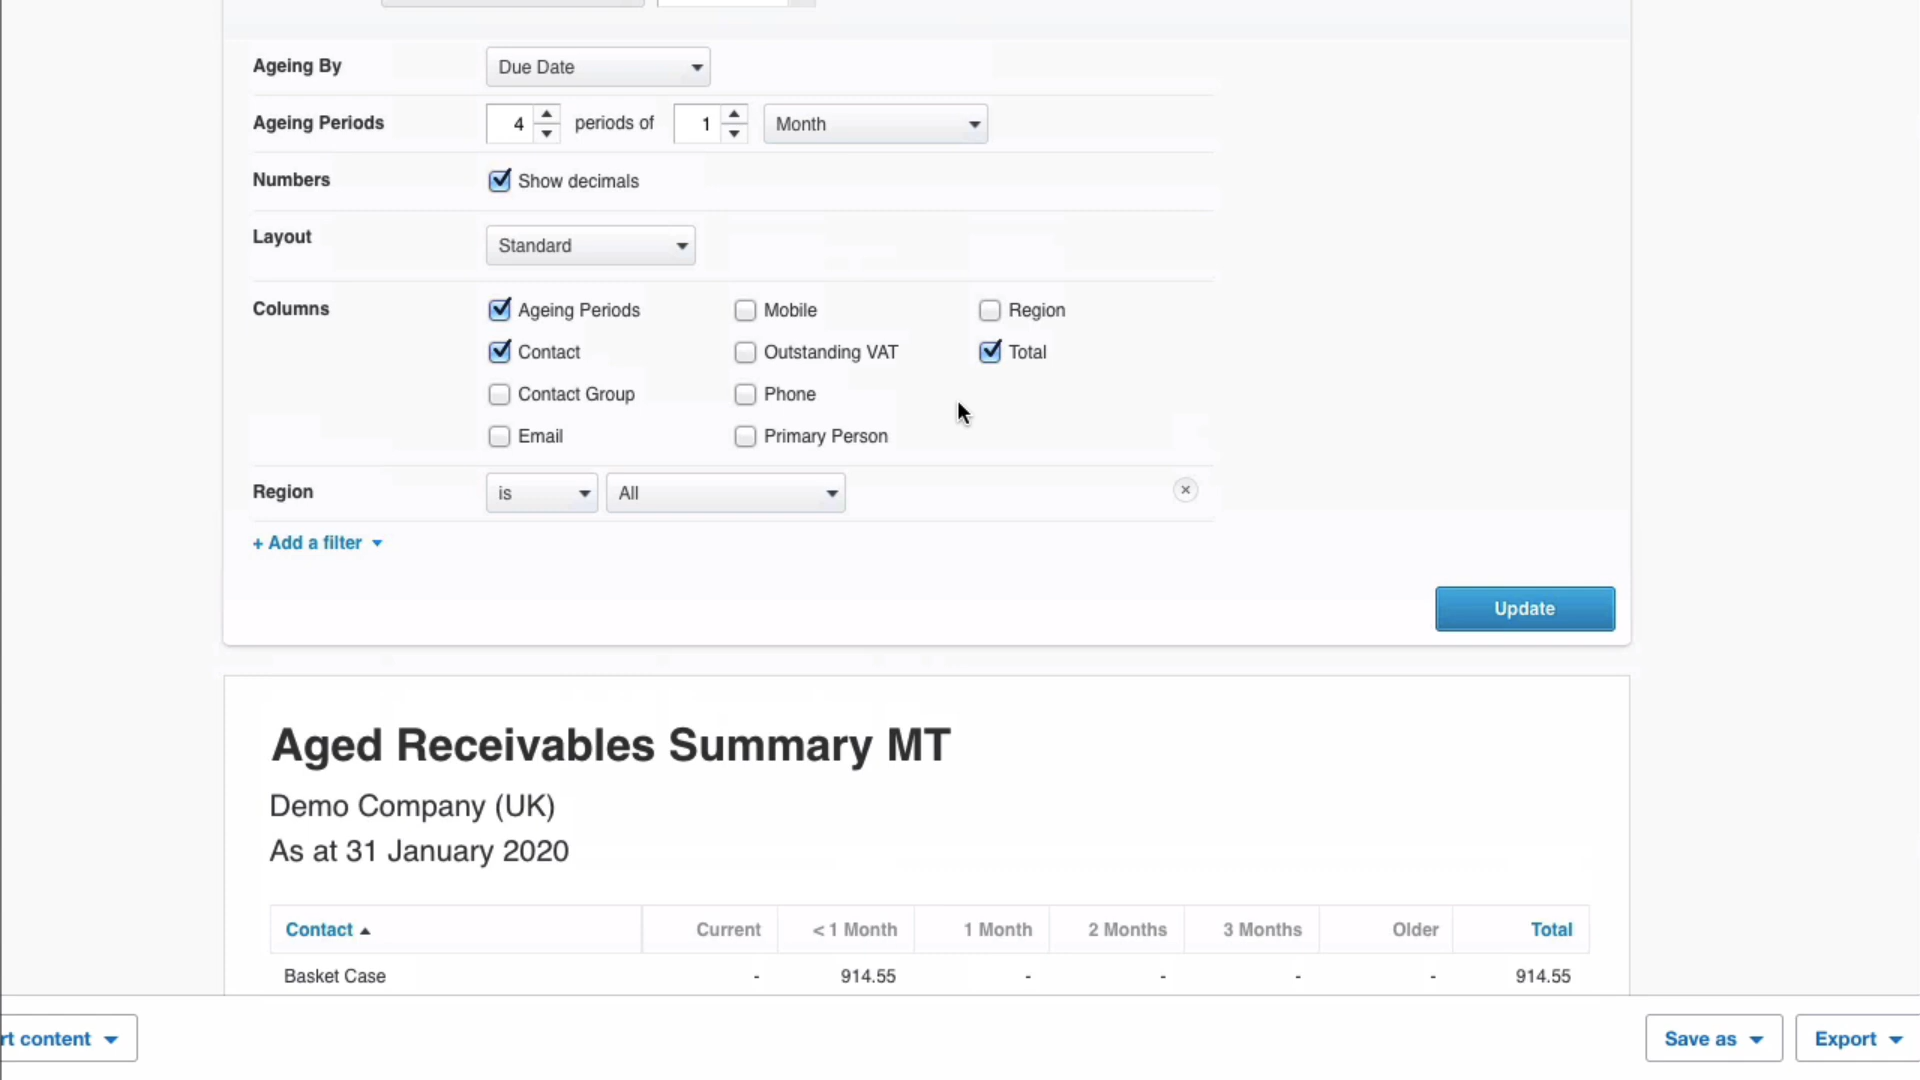 Ageing By Due Date
Ageing Periods 4 periods of 1 Month
Numbers Show decimals
Layout Standard
Columns Ageing Periods Mobile Region
Contact Outstanding VAT Total
Contact Group Phone
Email Primary Person
Region is All
+ Add a filter
Update
Aged Receivables Summary MT
Demo Company (UK)
As at 31 January 2020
Contact Current < 1 Month 1 Month 2 Months 3 Months Older Total
Basket Case - 914.55 - - - - 914.55
rt content Save as Export